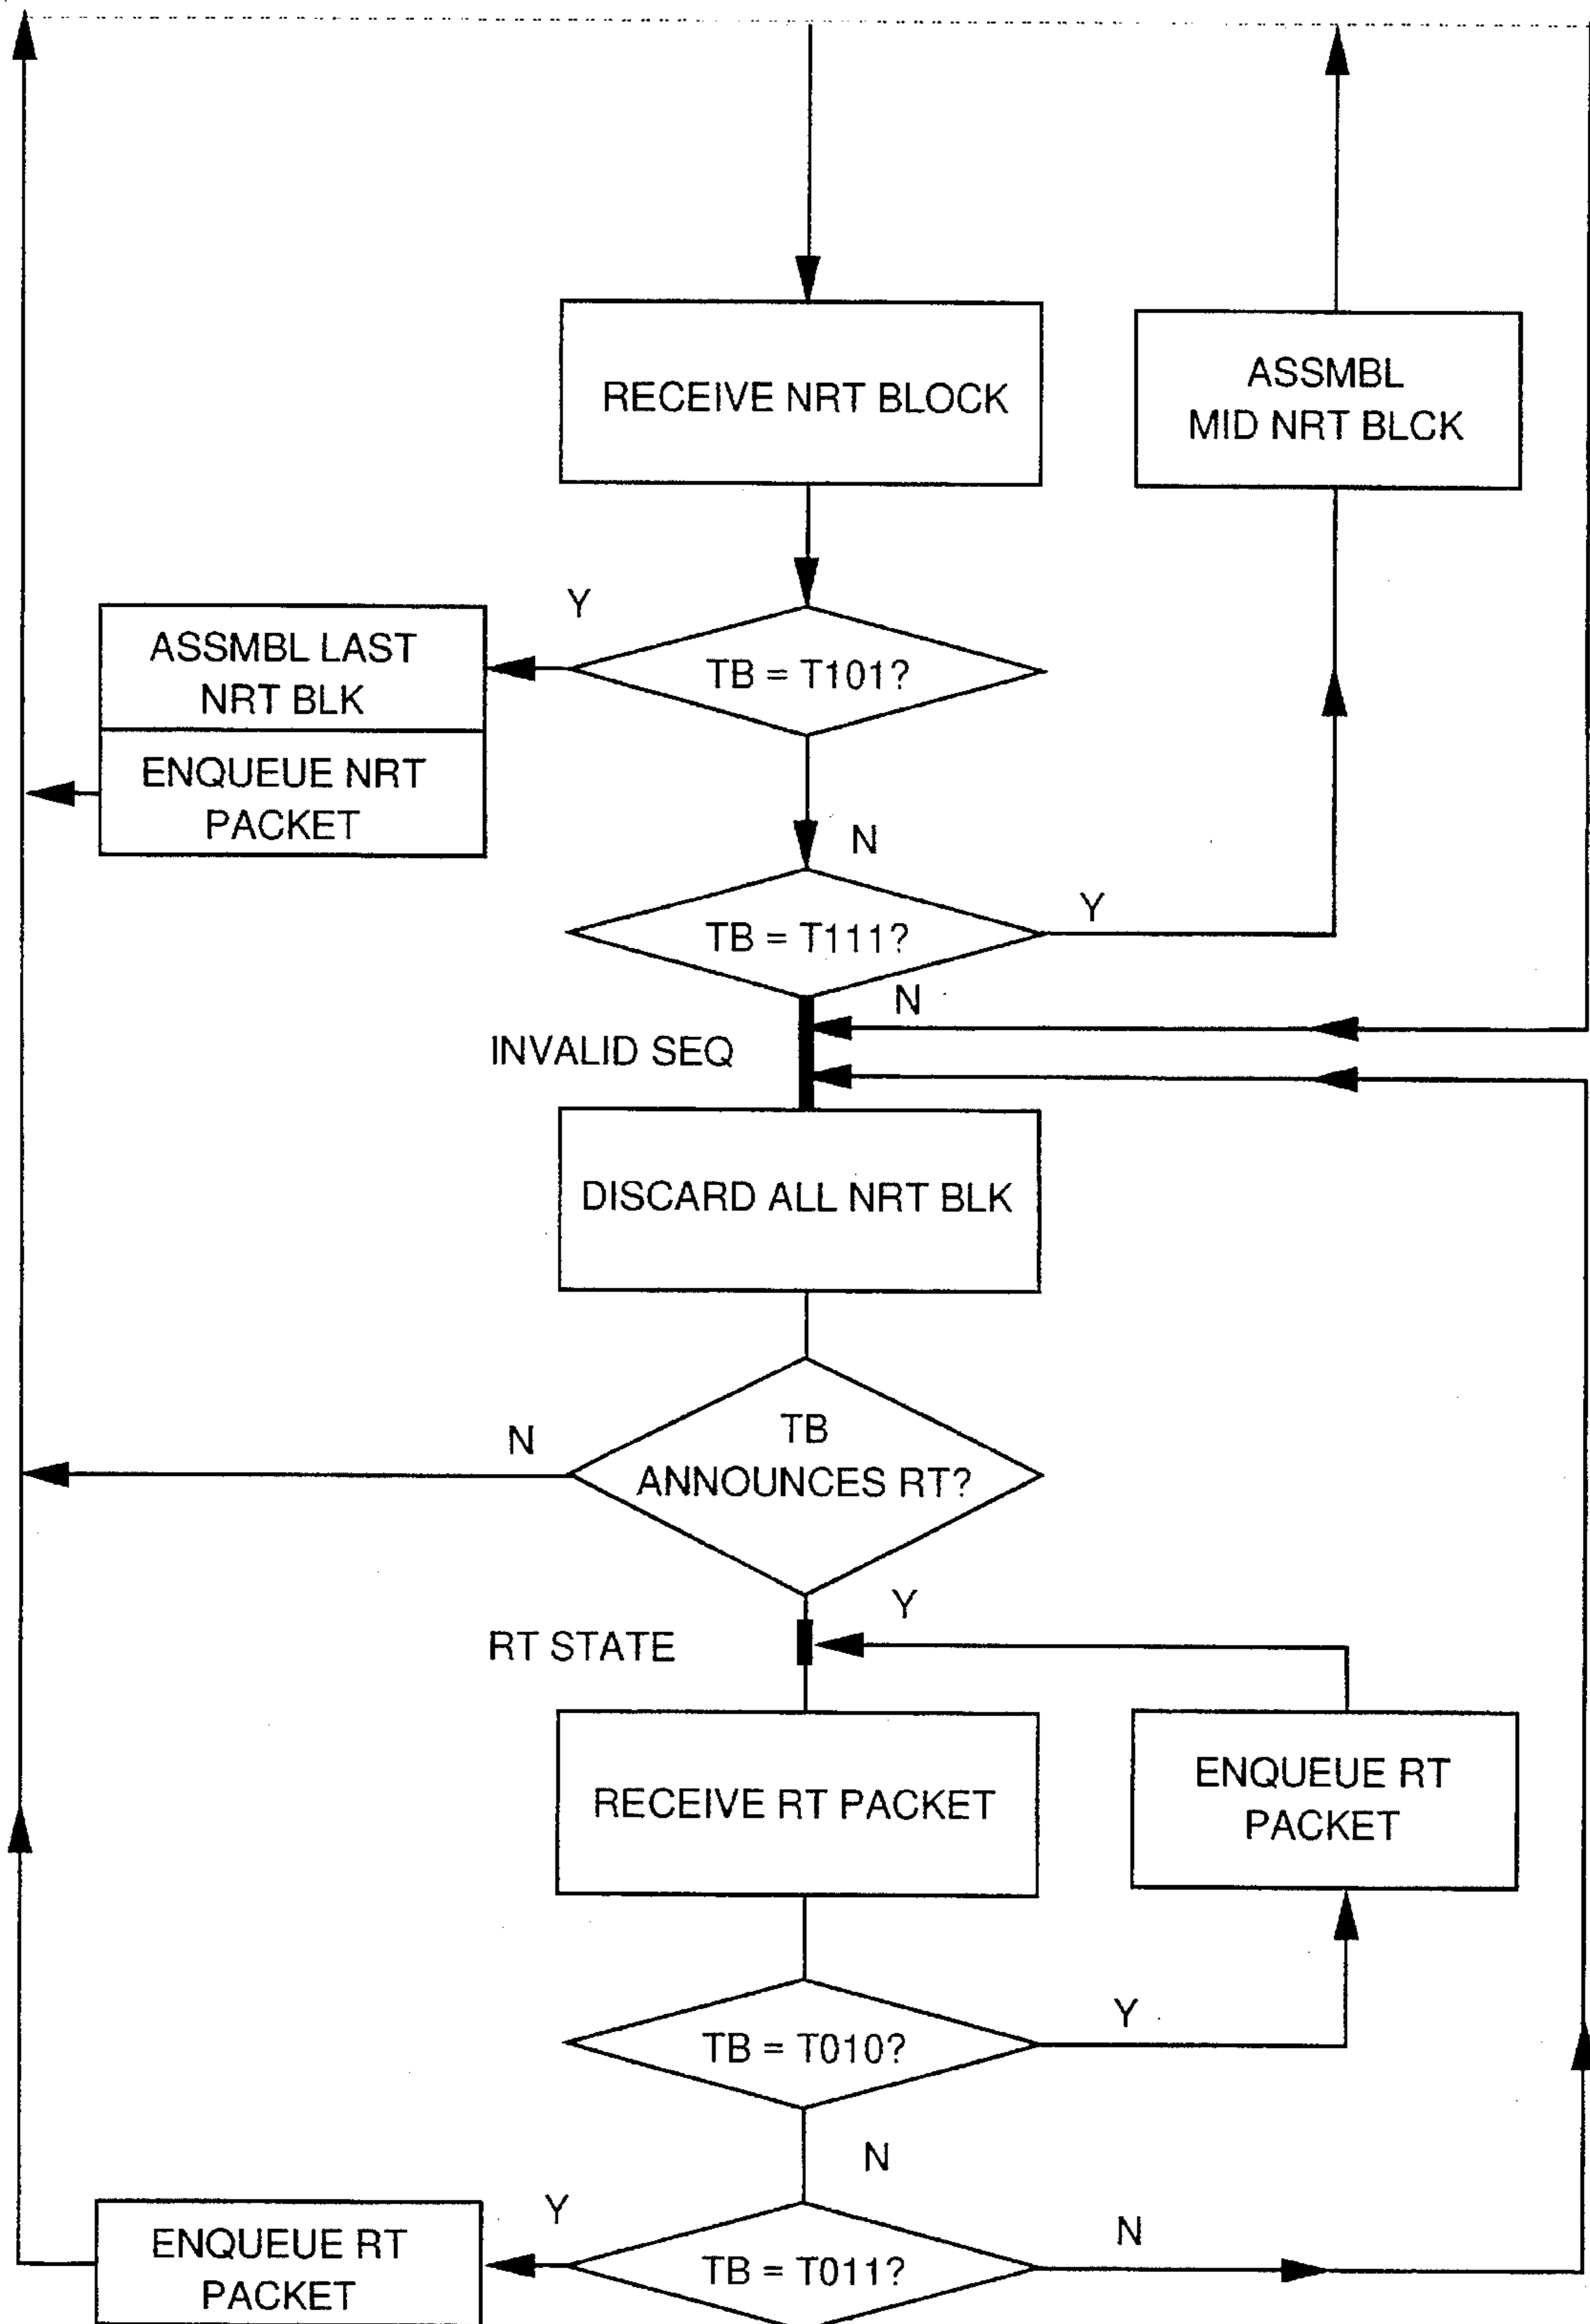 RECEIVE NRT BLOCK
ASSMBL
MID NRT BLCK
Y
ASSMBL LAST
NRT BLK
TB = T101?
ENQUEUE NRT
PACKET
N
TB = T111?
Y
N
INVALID SEQ
DISCARD ALL NRT BLK
TB
ANNOUNCES RT?
N
Y
RT STATE
RECEIVE RT PACKET
ENQUEUE RT
PACKET
TB = T010?
Y
N
Y
ENQUEUE RT
PACKET
TB = T011?
N